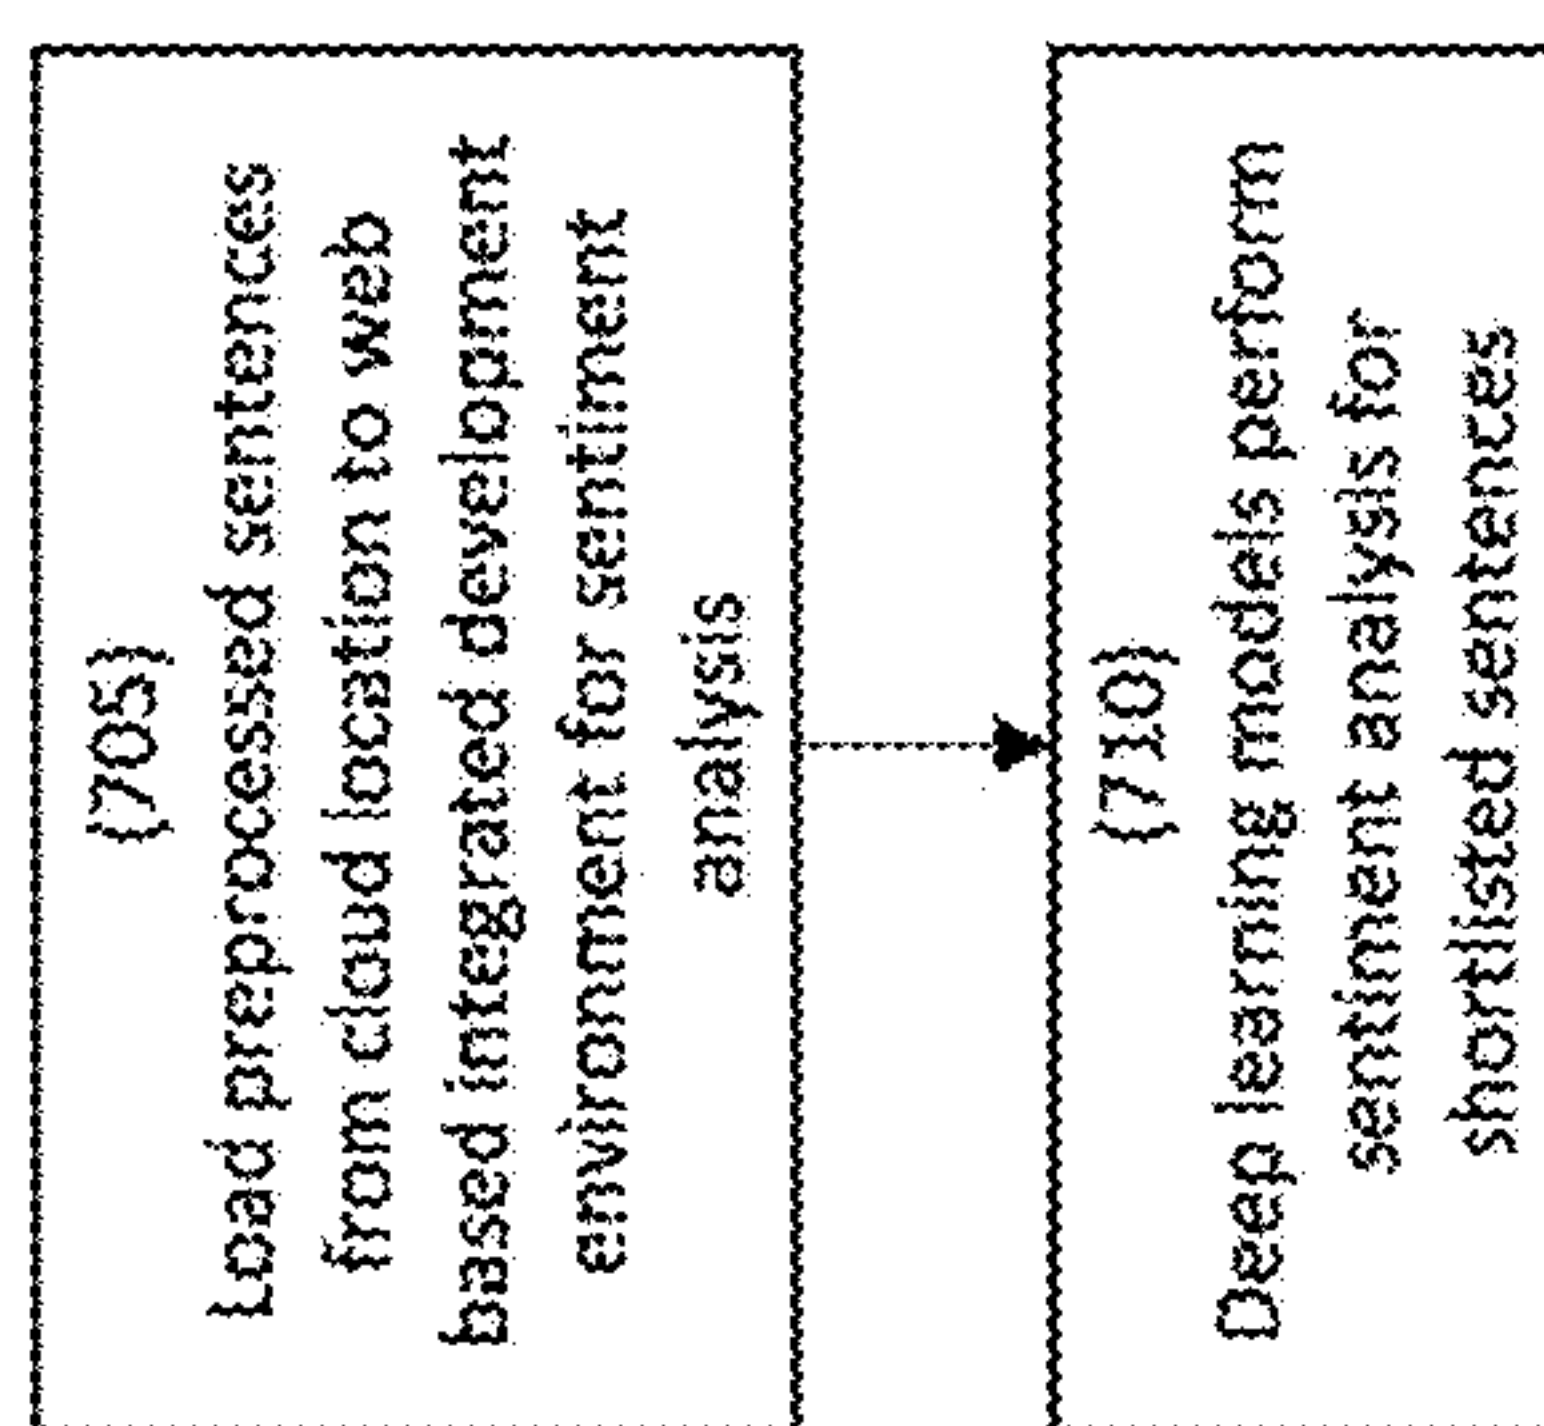 (705)
Load preprocessed sentences
from cloud location to web
based integrated development
environment for sentiment
analysis
(710)
Deep learning models perform
sentiment analysis for
shortlisted sentences